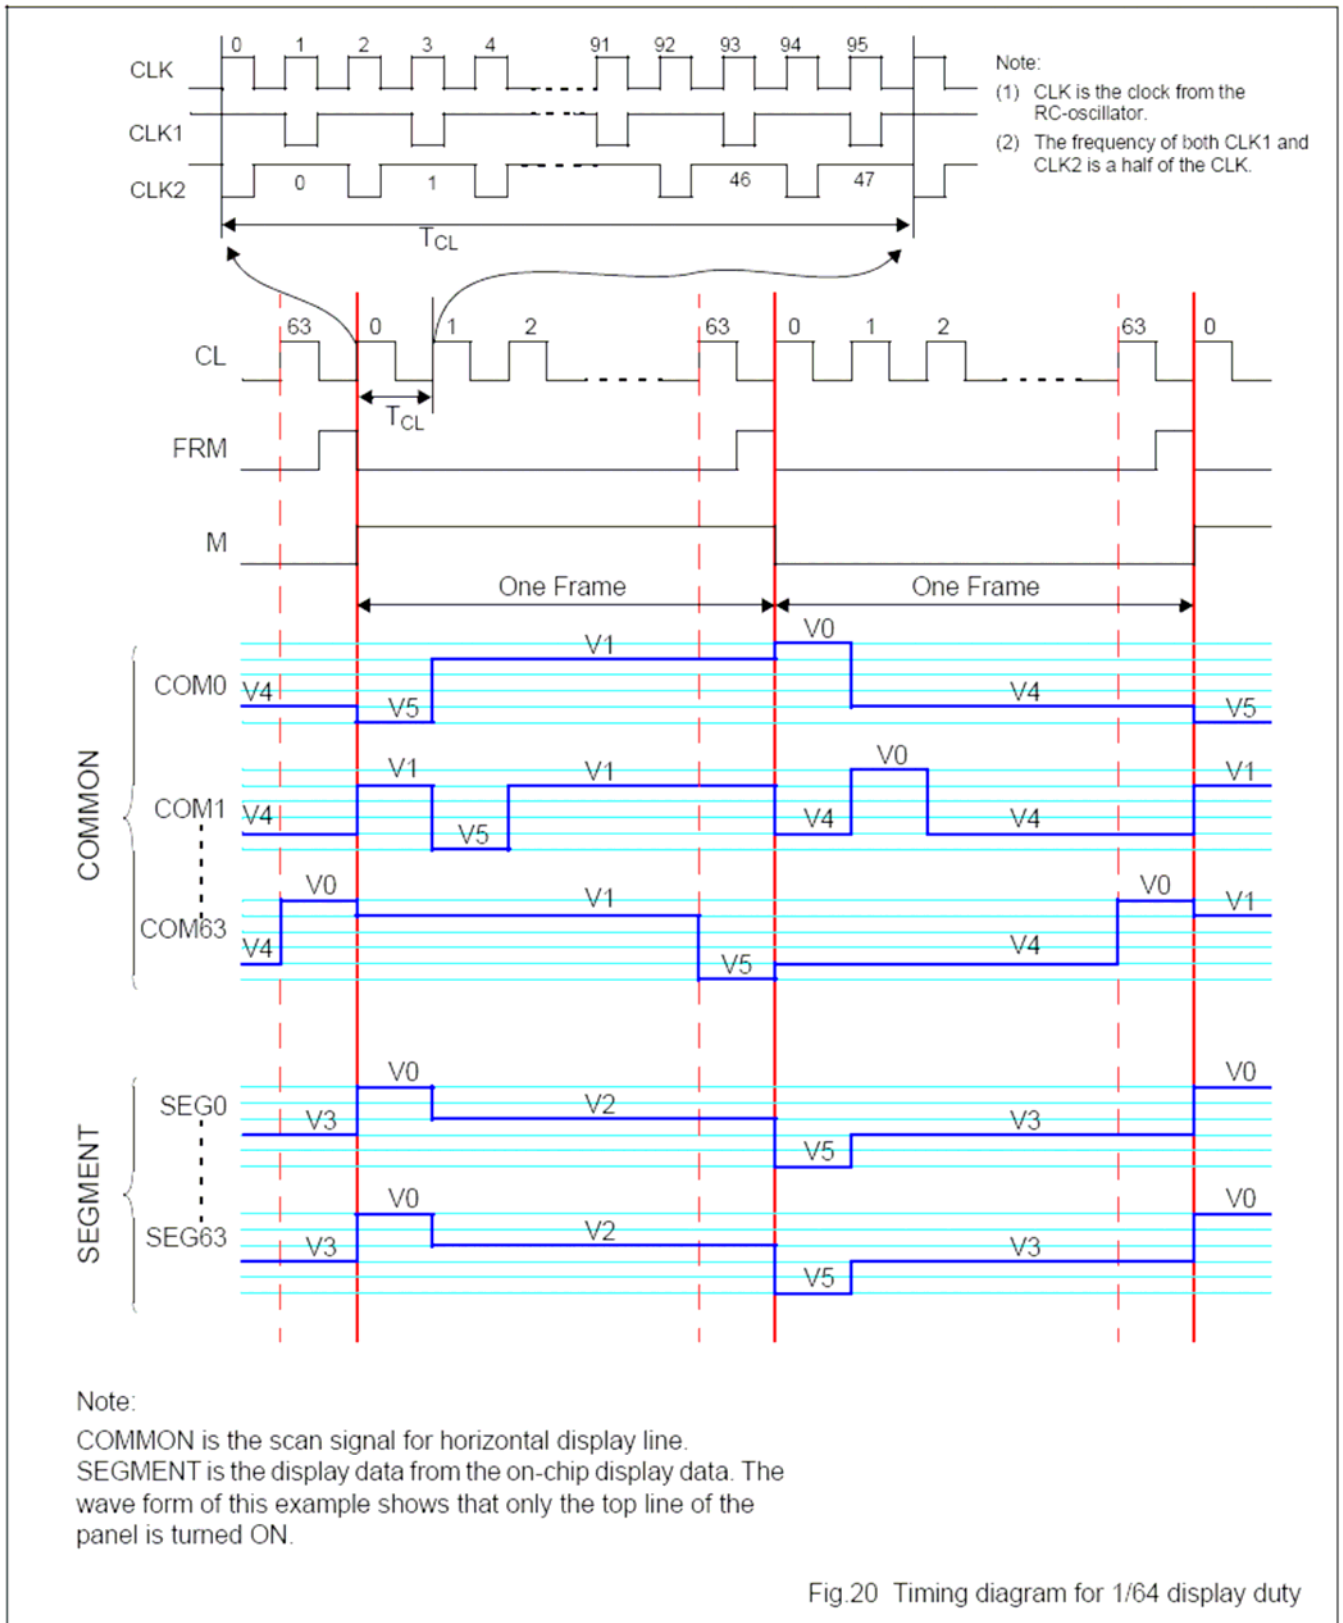 0 1 2 3 4 91 92 93 94 95
CLK
CLK1
CLK2
0 1 46 47
TCL
Note:
(1) CLK is the clock from the
RC-oscillator.
(2) The frequency of both CLK1 and
CLK2 is a half of the CLK.
63 0 1 2 63 0 1 2 63 0
CL
TCL
FRM
M
One Frame One Frame
COMMON
V1 V0
COM0 V4 V5 V4 V5
V1 V1 V0 V1
COM1 V4 V5 V4 V4
V0 V1 V0 V1
COM63 V4 V5 V4
SEGMENT
V0 V0
SEG0 V3 V2 V5 V3
V0 V0
SEG63 V3 V2 V5 V3
Note:
COMMON is the scan signal for horizontal display line.
SEGMENT is the display data from the on-chip display data. The
wave form of this example shows that only the top line of the
panel is turned ON.
Fig.20 Timing diagram for 1/64 display duty